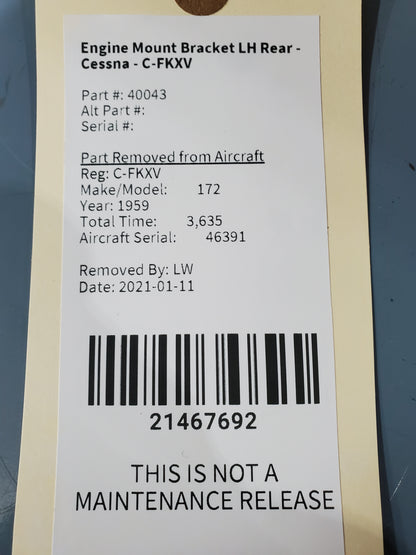 Engine Mount Bracket LH Rear -
Cessna - C-FKXV
Part #: 40043
Alt Part #:
Serial #:
Part Removed from Aircraft
Reg: C-FKXV
Make/Model: 172
Year: 1959
Total Time: 3,635
Aircraft Serial: 46391
Removed By: LW
Date: 2021-01-11
21467692
THIS IS NOT A
MAINTENANCE RELEASE